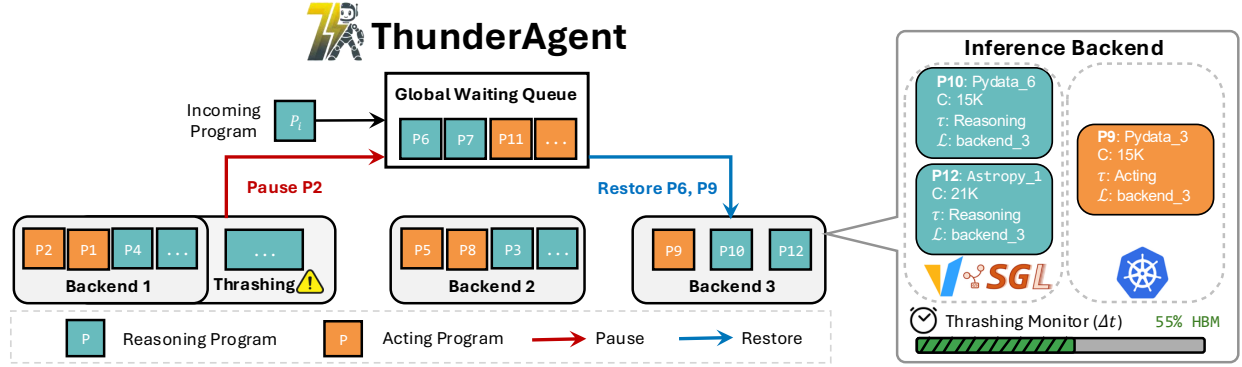 ThunderAgent
Incoming
Program
P_i
Global Waiting Queue
P6 P7 P11 ...
Pause P2
Restore P6, P9
P2 P1 P4 ...
Backend 1
...
Thrashing
P5 P8 P3 ...
Backend 2
P9 P10 P12
Backend 3
P Reasoning Program
P Acting Program
Pause
Restore
Inference Backend
P10: Pydata_6
C: 15K
τ: Reasoning
ℒ: backend_3
P12: Astropy_1
C: 21K
τ: Reasoning
ℒ: backend_3
SGL
P9: Pydata_3
C: 15K
τ: Acting
ℒ: backend_3
Thrashing Monitor (Δt) 55% HBM